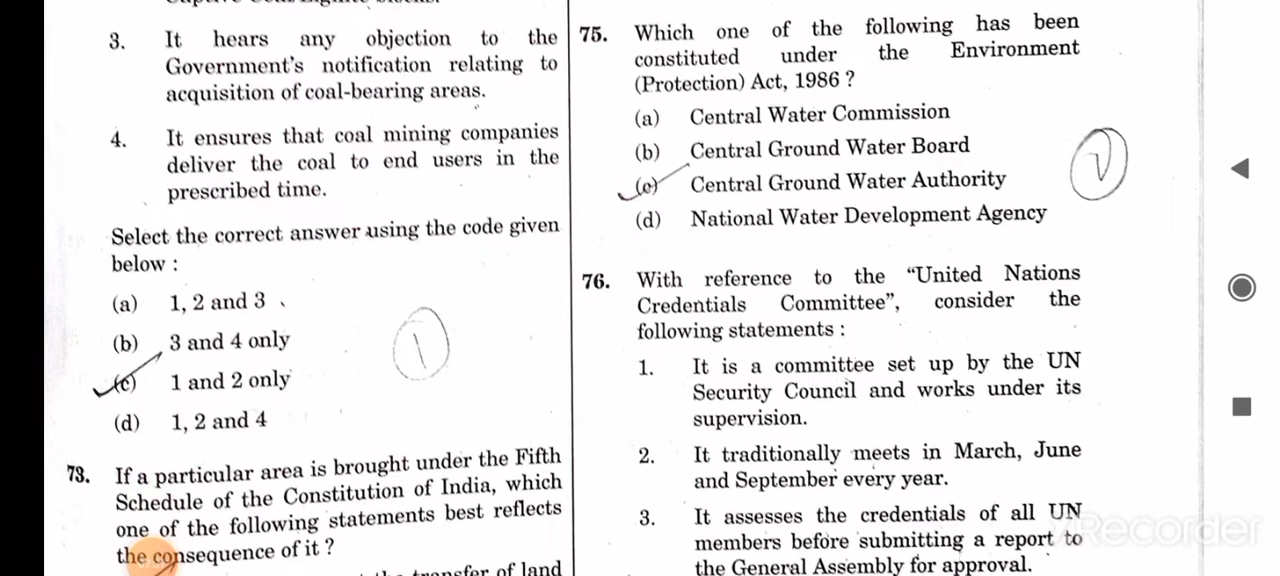 3. It hears any objection to the
Government's notification relating to
acquisition of coal-bearing areas.
4. It ensures that coal mining companies
deliver the coal to end users in the
prescribed time.
Select the correct answer using the code given
below :
(a) 1, 2 and 3
(b) 3 and 4 only
(c) 1 and 2 only
(d) 1, 2 and 4
73. If a particular area is brought under the Fifth
Schedule of the Constitution of India, which
one of the following statements best reflects
the consequence of it ?
transfer of land
75. Which one of the following has been
constituted under the Environment
(Protection) Act, 1986 ?
(a) Central Water Commission
(b) Central Ground Water Board
(c) Central Ground Water Authority
(d) National Water Development Agency
76. With reference to the "United Nations
Credentials Committee", consider the
following statements :
1. It is a committee set up by the UN
Security Council and works under its
supervision.
2. It traditionally meets in March, June
and September every year.
3. It assesses the credentials of all UN
members before submitting a report to
the General Assembly for approval.
XRecorder